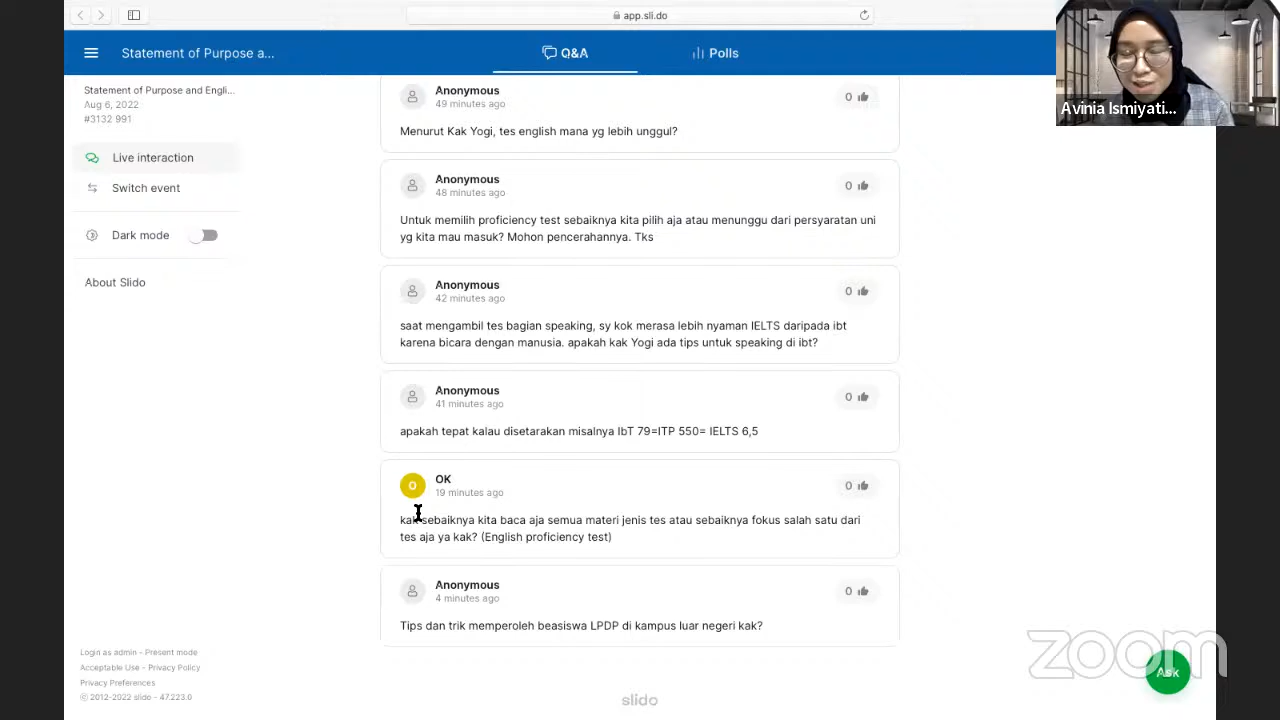 app.sli.do
Statement of Purpose a...
Q&A
Polls
Avinia Ismiyati...
Statement of Purpose and Engli...
Aug 6, 2022
#3132 991
Live interaction
Switch event
Dark mode
About Slido
Anonymous
49 minutes ago
0
Menurut Kak Yogi, tes english mana yg lebih unggul?
Anonymous
48 minutes ago
0
Untuk memilih proficiency test sebaiknya kita pilih aja atau menunggu dari persyaratan uni
yg kita mau masuk? Mohon pencerahannya. Tks
Anonymous
42 minutes ago
0
saat mengambil tes bagian speaking, sy kok merasa lebih nyaman IELTS daripada ibt
karena bicara dengan manusia. apakah kak Yogi ada tips untuk speaking di ibt?
Anonymous
41 minutes ago
0
apakah tepat kalau disetarakan misalnya IbT 79=ITP 550= IELTS 6,5
O
OK
19 minutes ago
0
kak sebaiknya kita baca aja semua materi jenis tes atau sebaiknya fokus salah satu dari
tes aja ya kak? (English proficiency test)
Anonymous
4 minutes ago
0
Tips dan trik memperoleh beasiswa LPDP di kampus luar negeri kak?
Login as admin - Present mode
Acceptable Use - Privacy Policy
Privacy Preferences
© 2012-2022 slido - 47.223.0
slido
zoom
Ask